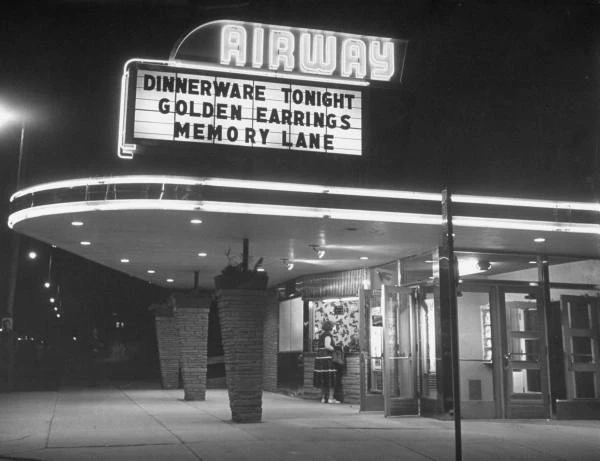 AIRWAY
DINNERWARE TONIGHT
GOLDEN EARRINGS
MEMORY LANE